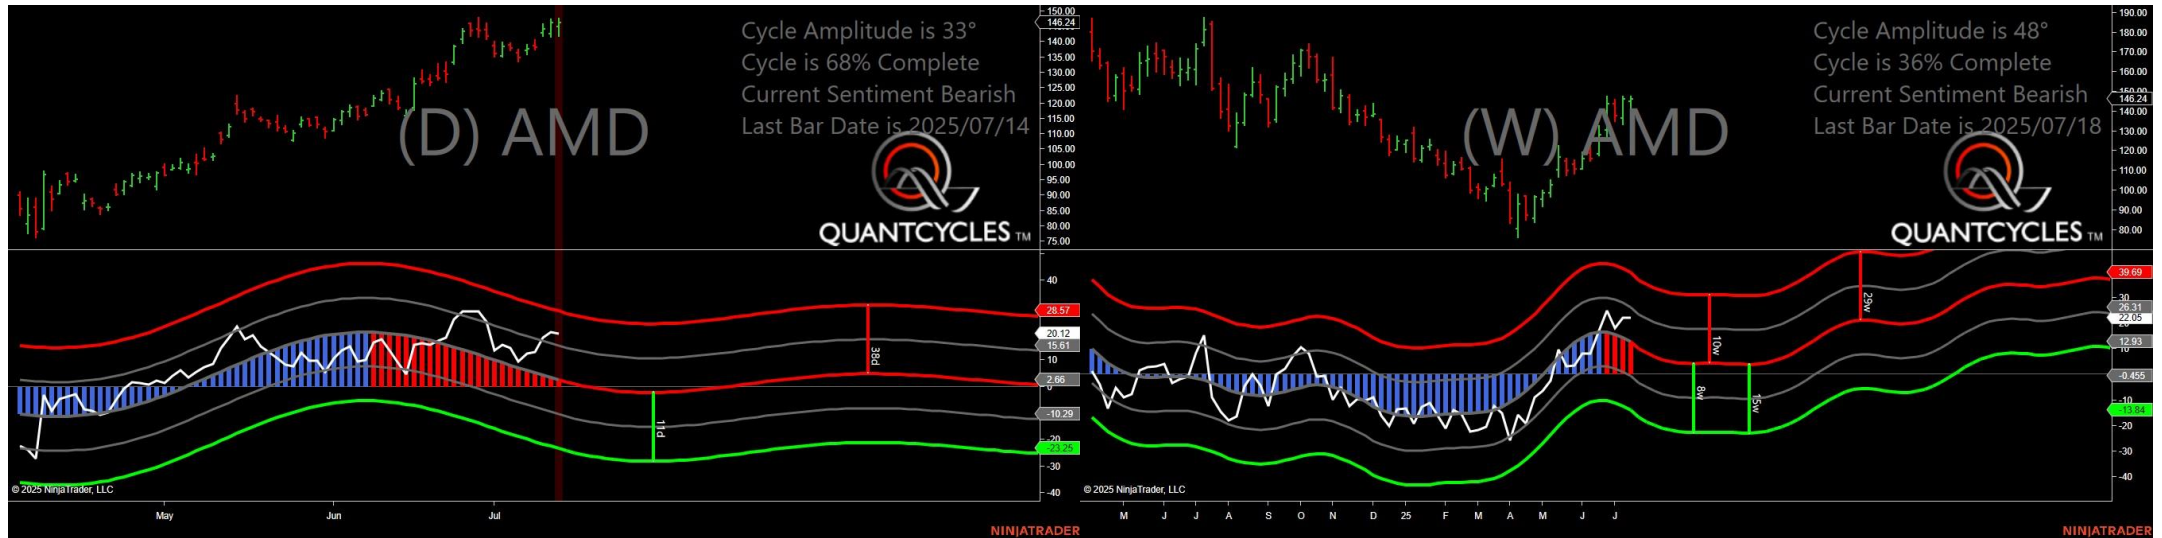 Cycle Amplitude is 33°
Cycle is 68% Complete
Current Sentiment Bearish
Last Bar Date is 2025/07/14
(D) AMD
QUANTCYCLES TM
150.00
146.24
140.00
135.00
130.00
125.00
120.00
115.00
110.00
105.00
100.00
95.00
90.00
85.00
80.00
75.00
40
28.57
20.12
15.61
10
2.66
0
-10.29
-20
-23.25
-30
-40
38d
11d
© 2025 NinjaTrader, LLC
May Jun Jul
NINJATRADER
Cycle Amplitude is 48°
Cycle is 36% Complete
Current Sentiment Bearish
Last Bar Date is 2025/07/18
(W) AMD
QUANTCYCLES TM
190.00
180.00
170.00
160.00
150.00
146.24
130.00
120.00
110.00
100.00
90.00
80.00
39.69
30
26.31
22.05
12.93
10
-0.455
-10
-13.84
-20
-30
-40
29w
10w
8w
15w
© 2025 NinjaTrader, LLC
M J J A S O N D 25 F M A M J J
NINJATRADER